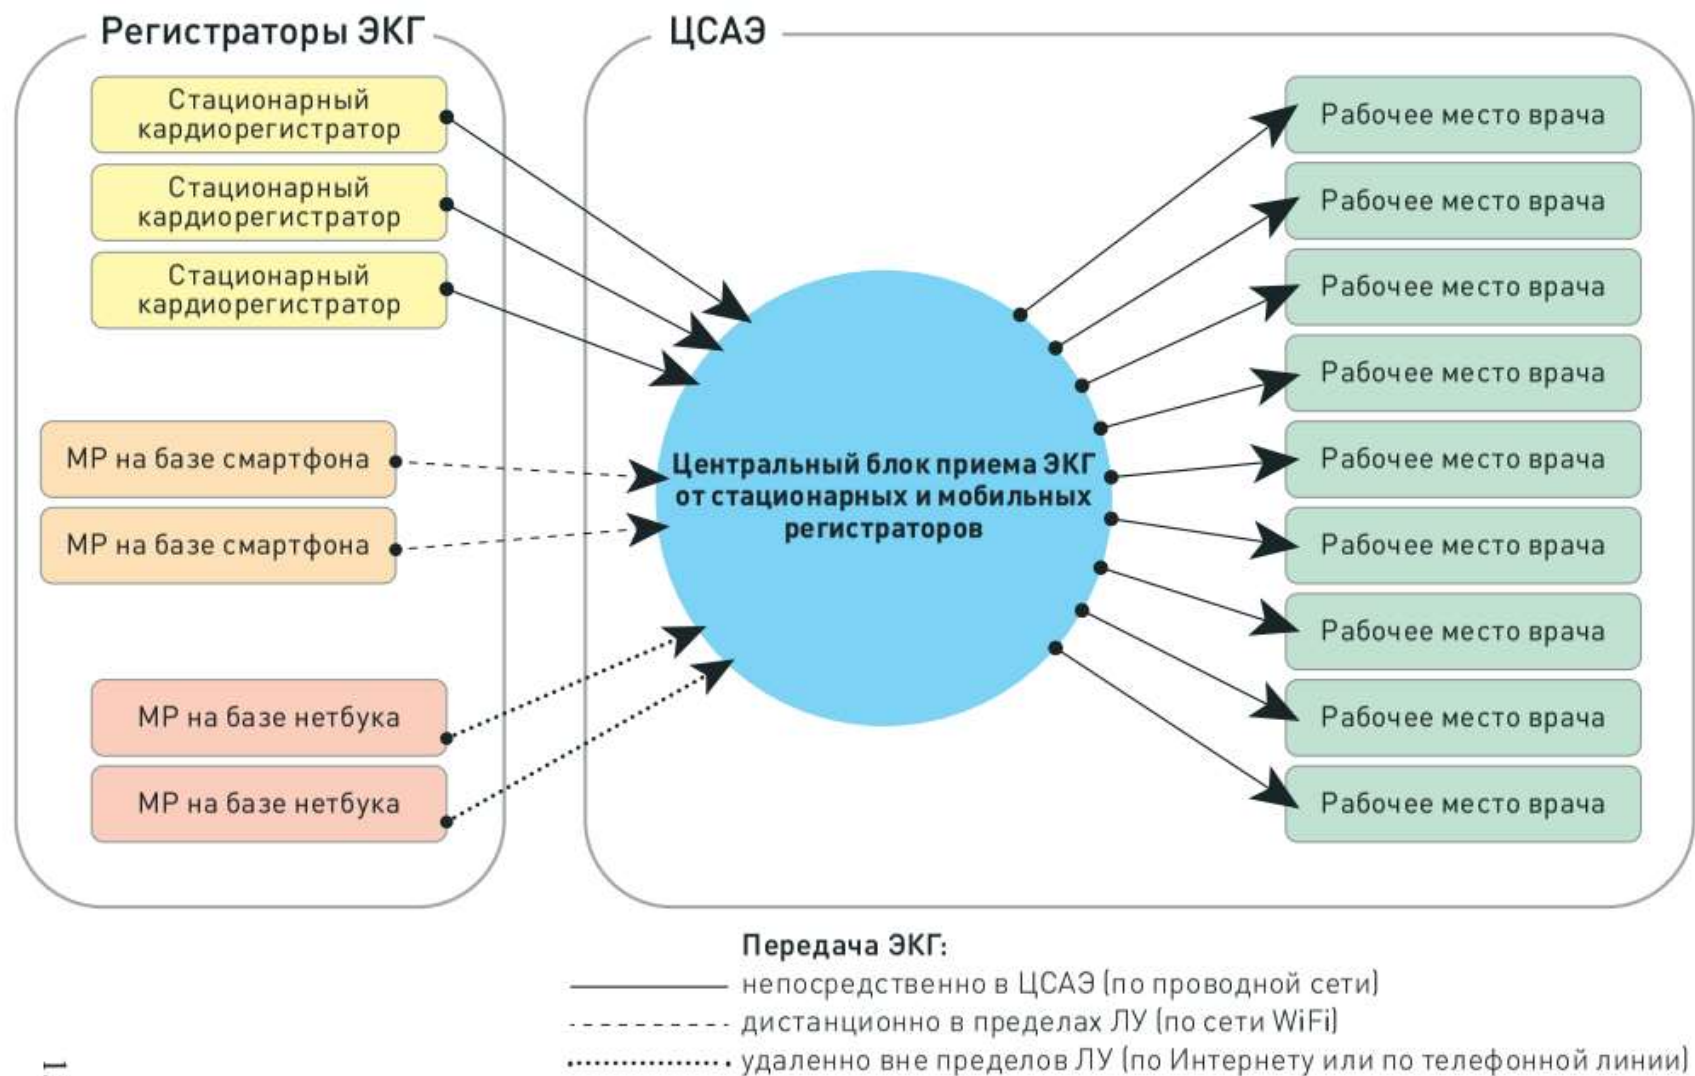 Регистраторы ЭКГ
ЦСАЭ
Стационарный
кардиорегистратор
Стационарный
кардиорегистратор
Стационарный
кардиорегистратор
МР на базе смартфона
МР на базе смартфона
МР на базе нетбука
МР на базе нетбука
Центральный блок приема ЭКГ
от стационарных и мобильных
регистраторов
Рабочее место врача
Рабочее место врача
Рабочее место врача
Рабочее место врача
Рабочее место врача
Рабочее место врача
Рабочее место врача
Рабочее место врача
Рабочее место врача
Передача ЭКГ:
непосредственно в ЦСАЭ (по проводной сети)
дистанционно в пределах ЛУ (по сети WiFi)
удаленно вне пределов ЛУ (по Интернету или по телефонной линии)
1